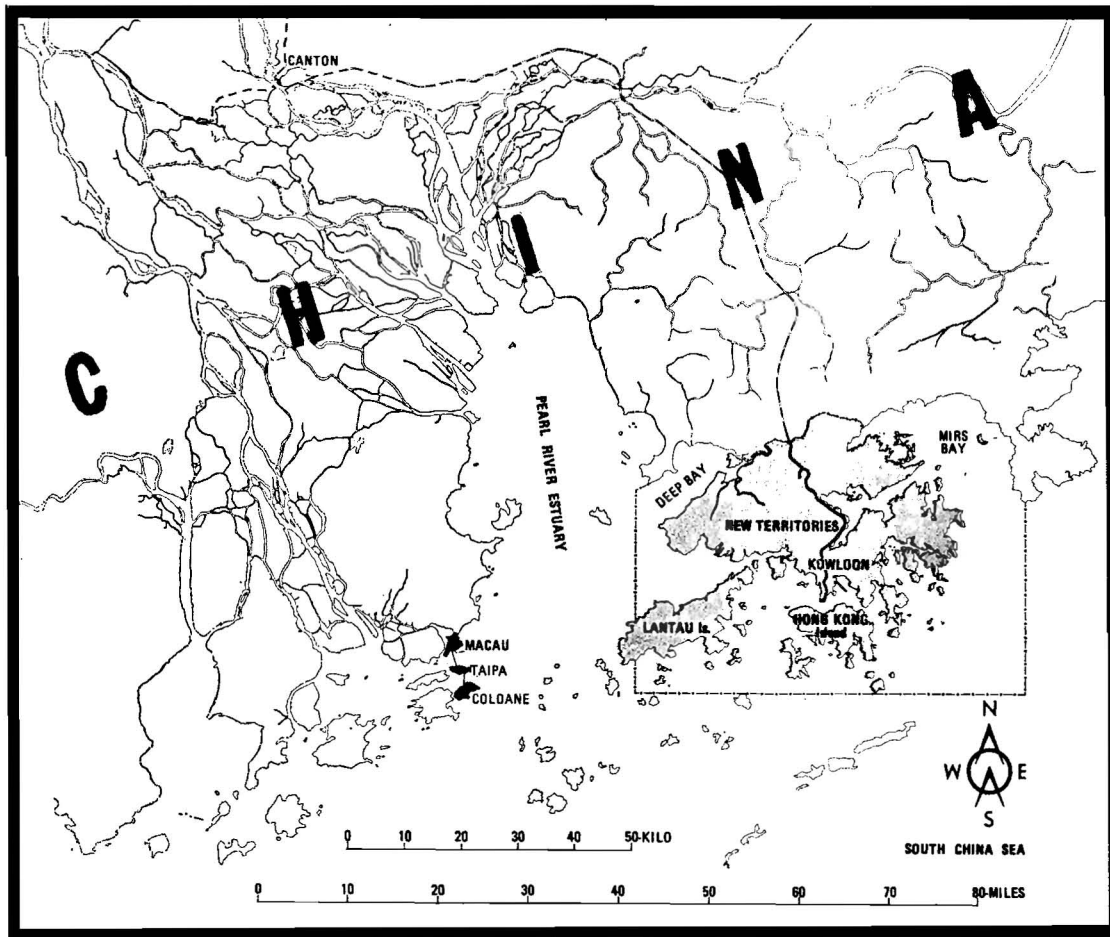 CANTON
CHINA
PEARL RIVER ESTUARY
MIRS
BAY
DEEP BAY
NEW TERRITORIES
KOWLOON
LANTAU Is.
HONG KONG
Island
MACAU
TAIPA
COLOANE
N
W E
S
SOUTH CHINA SEA
0 10 20 30 40 50-KILO
0 10 20 30 40 50 60 70 80-MILES